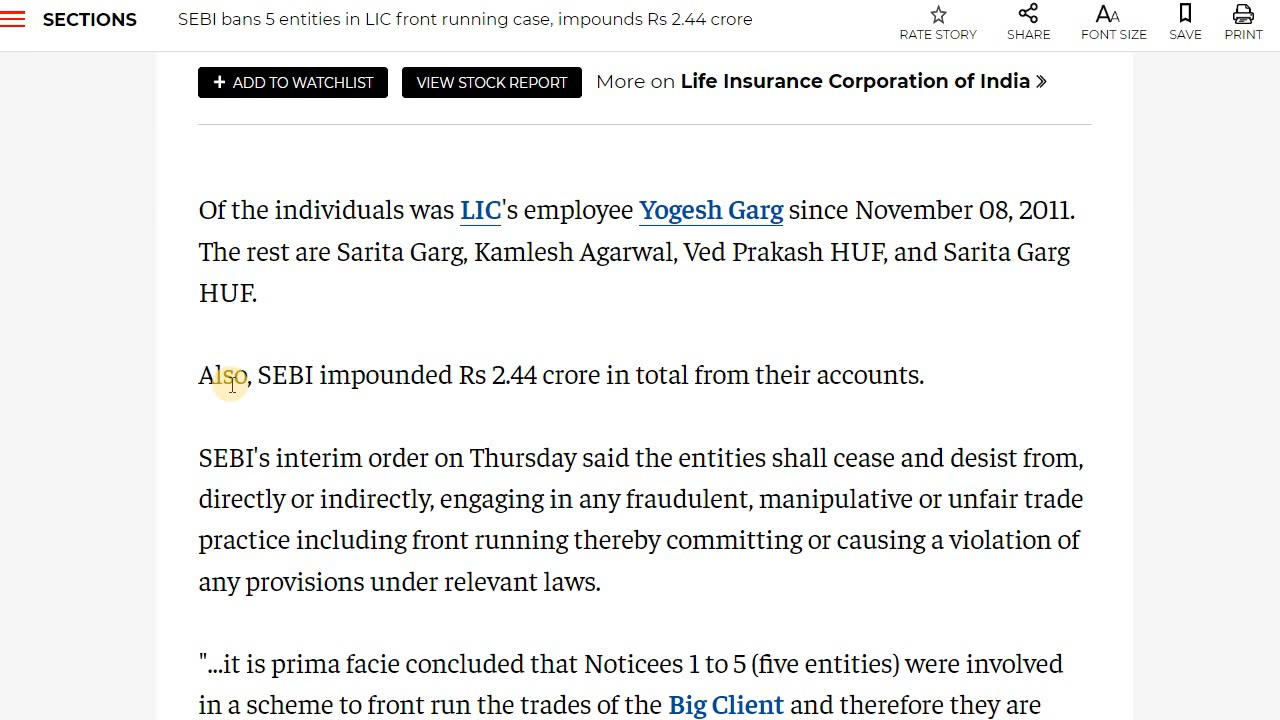 SECTIONS
SEBI bans 5 entities in LIC front running case, impounds Rs 2.44 crore
RATE STORY
SHARE
FONT SIZE
SAVE
PRINT
+ ADD TO WATCHLIST
VIEW STOCK REPORT
More on Life Insurance Corporation of India »
Of the individuals was LIC's employee Yogesh Garg since November 08, 2011.
The rest are Sarita Garg, Kamlesh Agarwal, Ved Prakash HUF, and Sarita Garg
HUF.
Also, SEBI impounded Rs 2.44 crore in total from their accounts.
SEBI's interim order on Thursday said the entities shall cease and desist from,
directly or indirectly, engaging in any fraudulent, manipulative or unfair trade
practice including front running thereby committing or causing a violation of
any provisions under relevant laws.
"...it is prima facie concluded that Noticees 1 to 5 (five entities) were involved
in a scheme to front run the trades of the Big Client and therefore they are